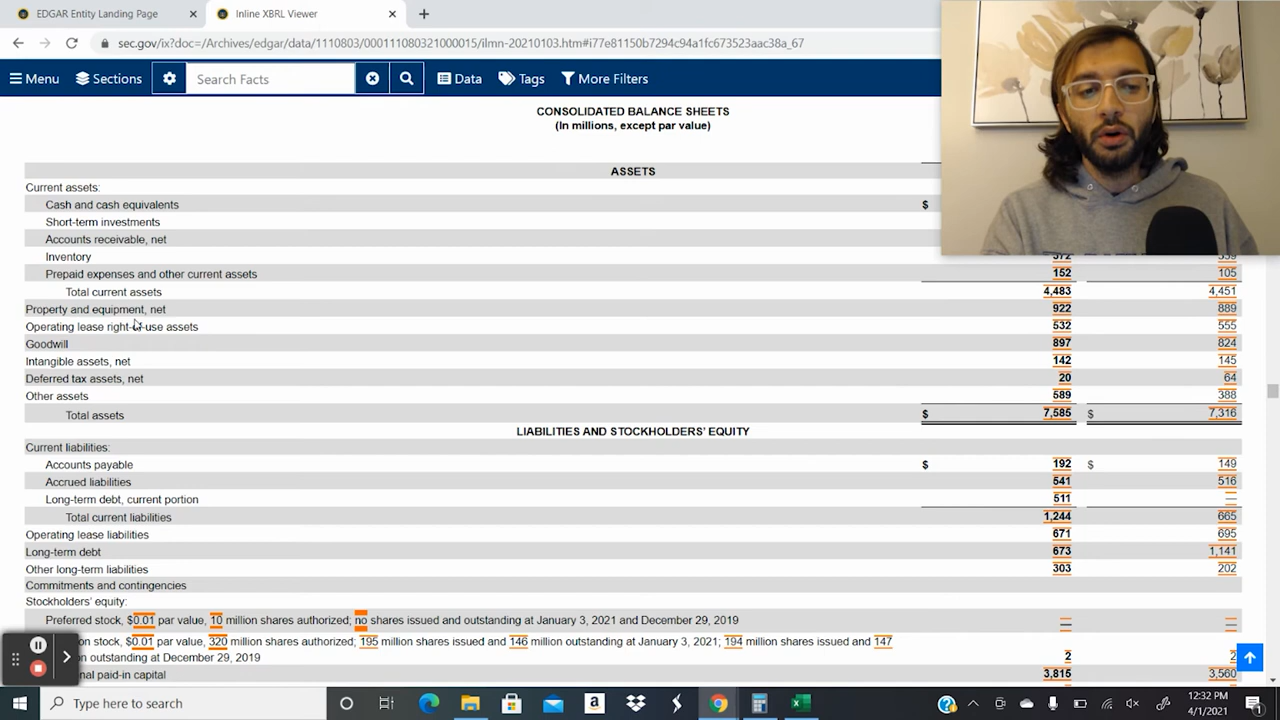 EDGAR Entity Landing Page
Inline XBRL Viewer
sec.gov/ix?doc=/Archives/edgar/data/1110803/000111080321000015/ilmn-20210103.htm#i77e81150b7294c94a1fc673523aac38a_67
Menu Sections Search Facts Data Tags More Filters
CONSOLIDATED BALANCE SHEETS
(In millions, except par value)
ASSETS
Current assets:
Cash and cash equivalents $
Short-term investments
Accounts receivable, net
Inventory 372 359
Prepaid expenses and other current assets 152 105
Total current assets 4,483 4,451
Property and equipment, net 922 889
Operating lease right-of-use assets 532 555
Goodwill 897 824
Intangible assets, net 142 145
Deferred tax assets, net 20 64
Other assets 589 388
Total assets $ 7,585 $ 7,316
LIABILITIES AND STOCKHOLDERS' EQUITY
Current liabilities:
Accounts payable $ 192 $ 149
Accrued liabilities 541 516
Long-term debt, current portion 511 —
Total current liabilities 1,244 665
Operating lease liabilities 671 695
Long-term debt 673 1,141
Other long-term liabilities 303 202
Commitments and contingencies
Stockholders' equity:
Preferred stock, $0.01 par value, 10 million shares authorized; no shares issued and outstanding at January 3, 2021 and December 29, 2019 — —
stock, $0.01 par value, 320 million shares authorized; 195 million shares issued and 146 million outstanding at January 3, 2021; 194 million shares issued and 147
outstanding at December 29, 2019 2 2
paid-in capital 3,815 3,560
Type here to search
12:32 PM
4/1/2021